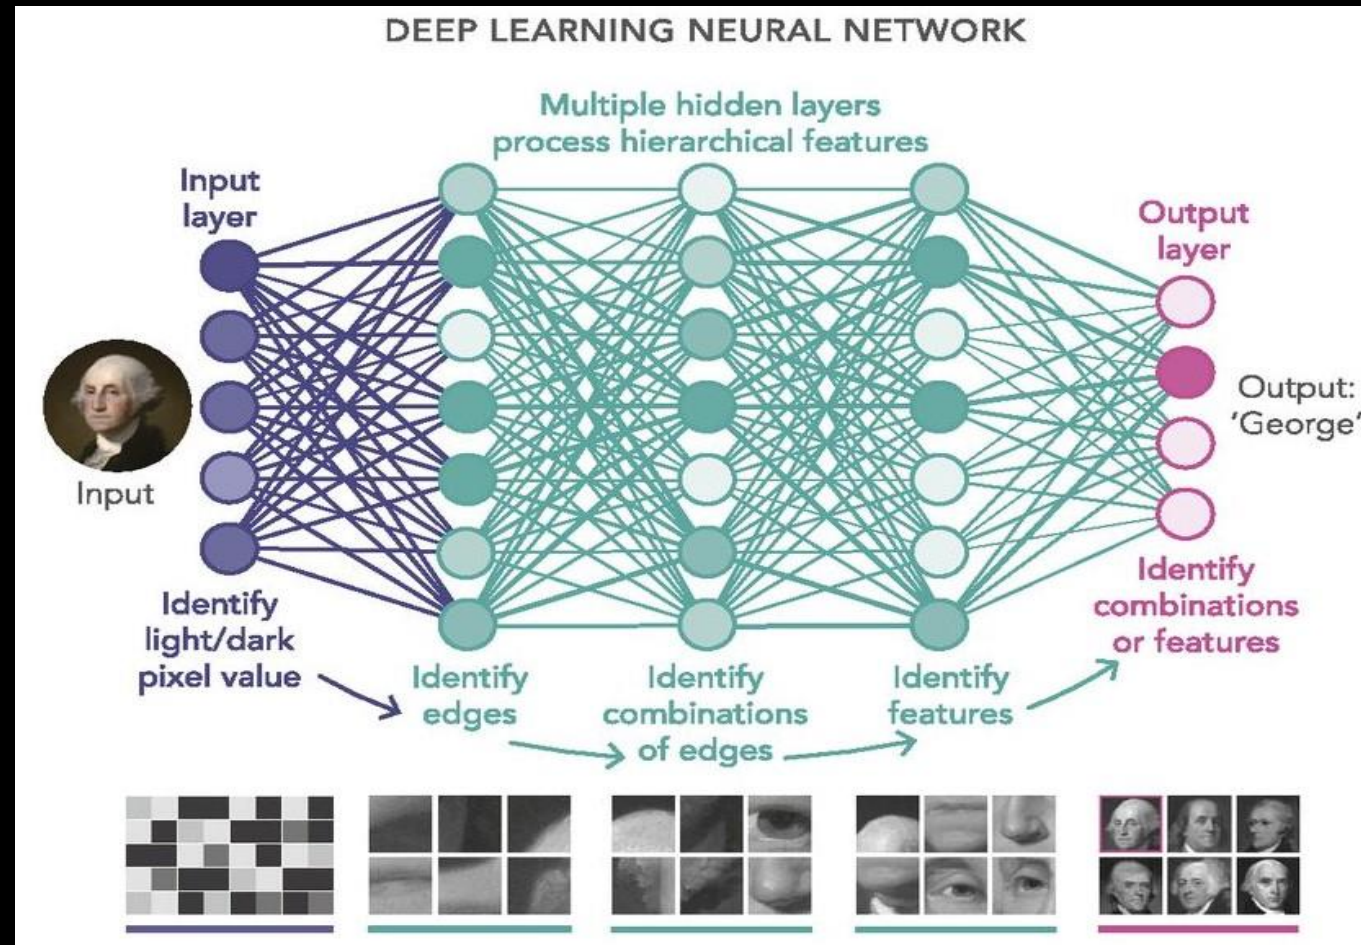 DEEP LEARNING NEURAL NETWORK
Multiple hidden layers
process hierarchical features
Input
layer
Output
layer
Input
Output:
'George'
Identify
light/dark
pixel value
Identify
edges
Identify
combinations
of edges
Identify
features
Identify
combinations
or features